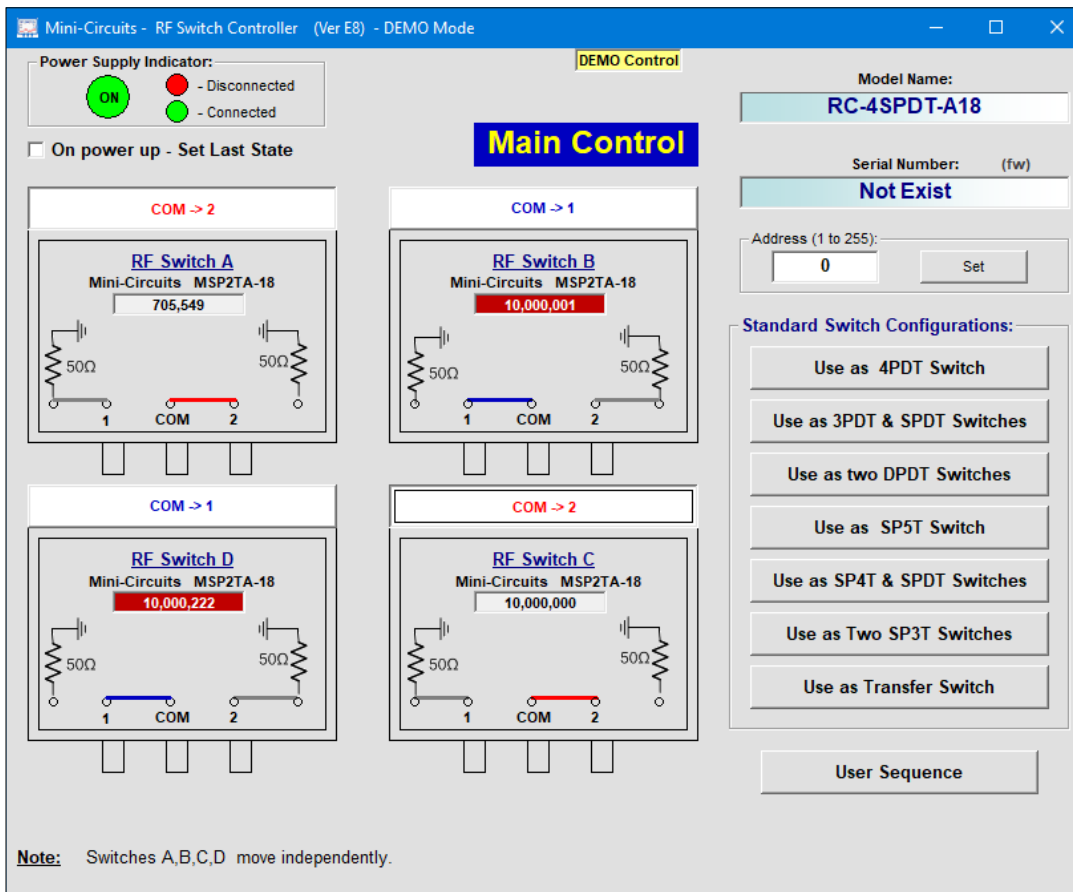 Mini-Circuits - RF Switch Controller (Ver E8) - DEMO Mode
Power Supply Indicator:
ON
- Disconnected
- Connected
DEMO Control
On power up - Set Last State
Main Control
Model Name:
RC-4SPDT-A18
Serial Number: (fw)
Not Exist
Address (1 to 255):
0
Set
COM -> 2
RF Switch A
Mini-Circuits MSP2TA-18
705,549
50Ω
50Ω
1 COM 2
COM -> 1
RF Switch B
Mini-Circuits MSP2TA-18
10,000,001
50Ω
50Ω
1 COM 2
COM -> 1
RF Switch D
Mini-Circuits MSP2TA-18
10,000,222
50Ω
50Ω
1 COM 2
COM -> 2
RF Switch C
Mini-Circuits MSP2TA-18
10,000,000
50Ω
50Ω
1 COM 2
Standard Switch Configurations:
Use as 4PDT Switch
Use as 3PDT & SPDT Switches
Use as two DPDT Switches
Use as SP5T Switch
Use as SP4T & SPDT Switches
Use as Two SP3T Switches
Use as Transfer Switch
User Sequence
Note: Switches A,B,C,D move independently.